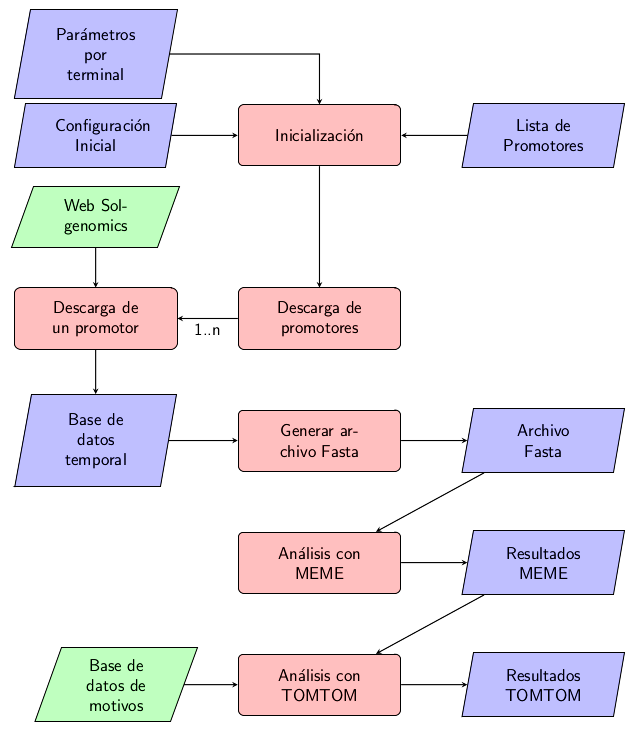 Parámetros
por
terminal
Configuración
Inicial
Inicialización
Lista de
Promotores
Web Sol-
genomics
Descarga de
un promotor
1..n
Descarga de
promotores
Base de
datos
temporal
Generar ar-
chivo Fasta
Archivo
Fasta
Análisis con
MEME
Resultados
MEME
Base de
datos de
motivos
Análisis con
TOMTOM
Resultados
TOMTOM